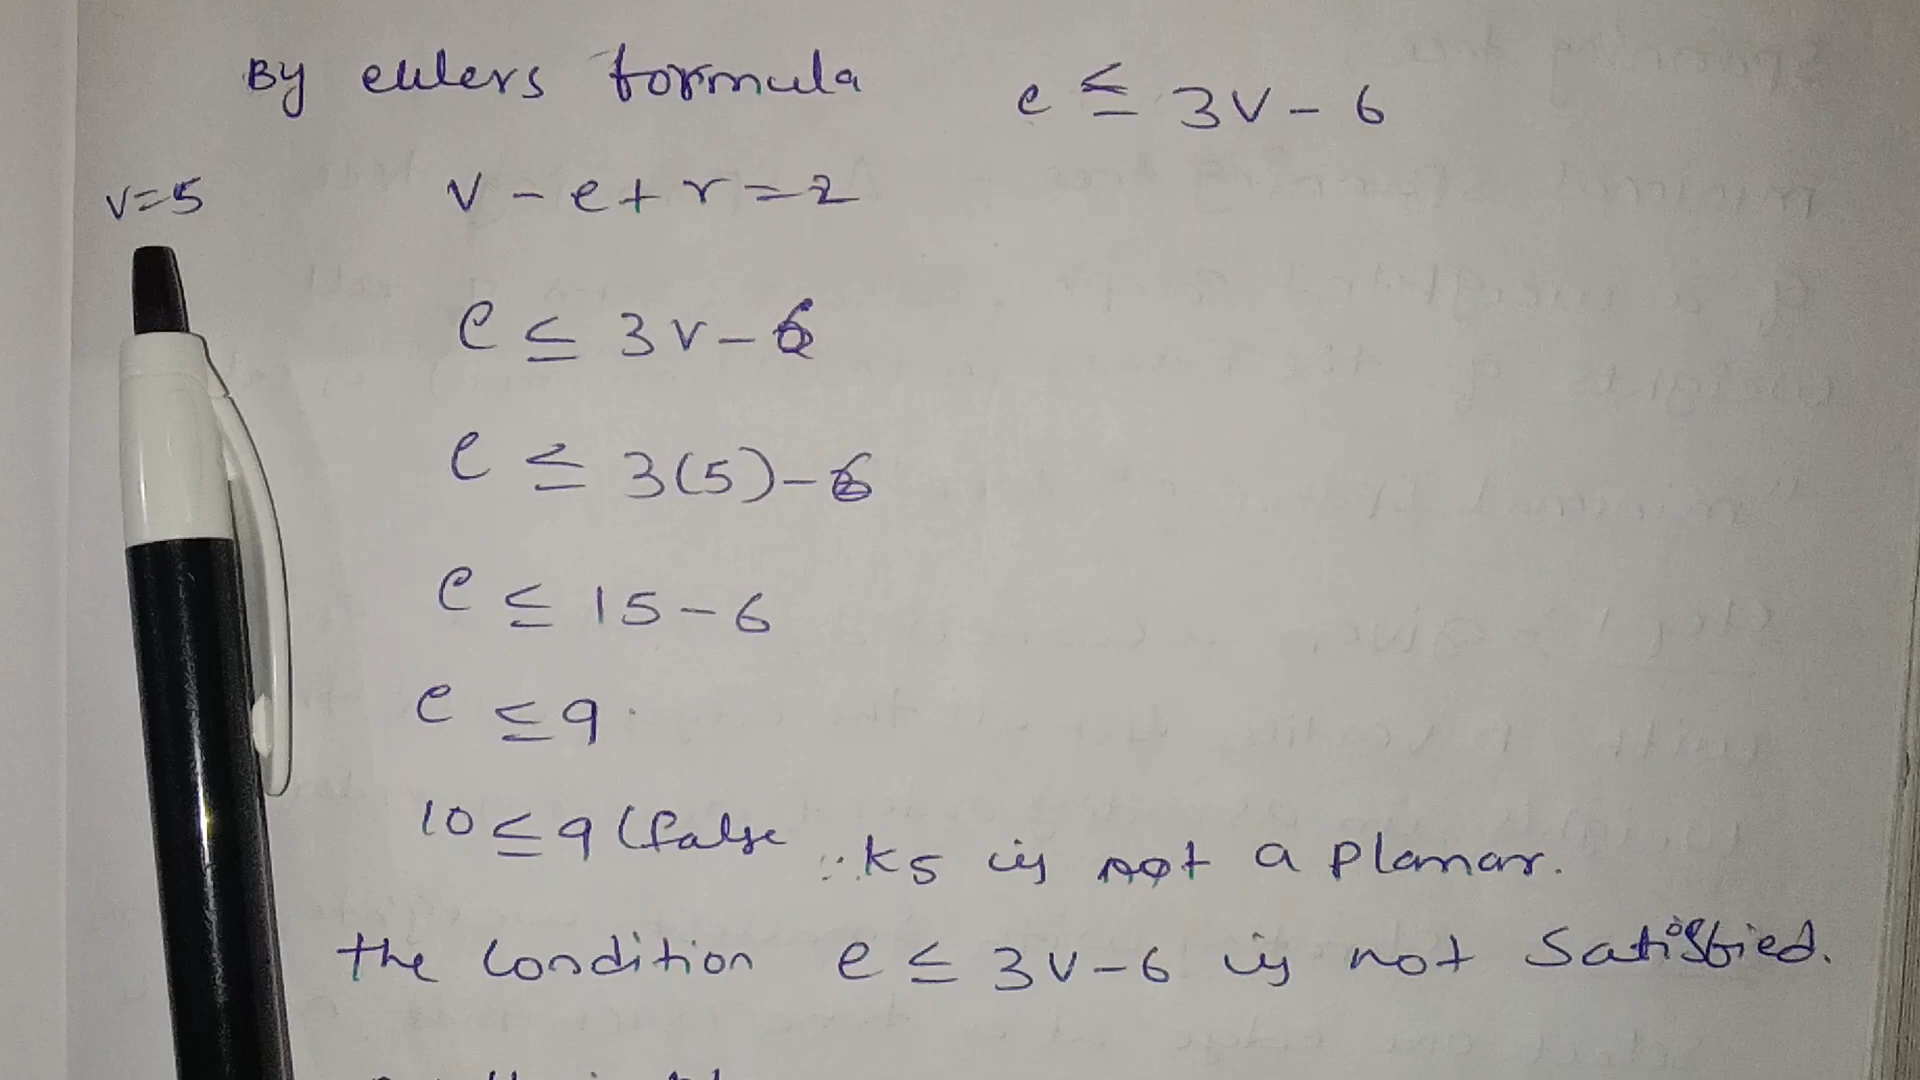 By eulers formula e ≤ 3v-6
v=5 v-e+r=2
e ≤ 3v-6
e ≤ 3(5)-6
e ≤ 15-6
e ≤ 9.
10 ≤ 9 (false ∴ k5 is not a planar.
the condition e ≤ 3v-6 is not satisfied.